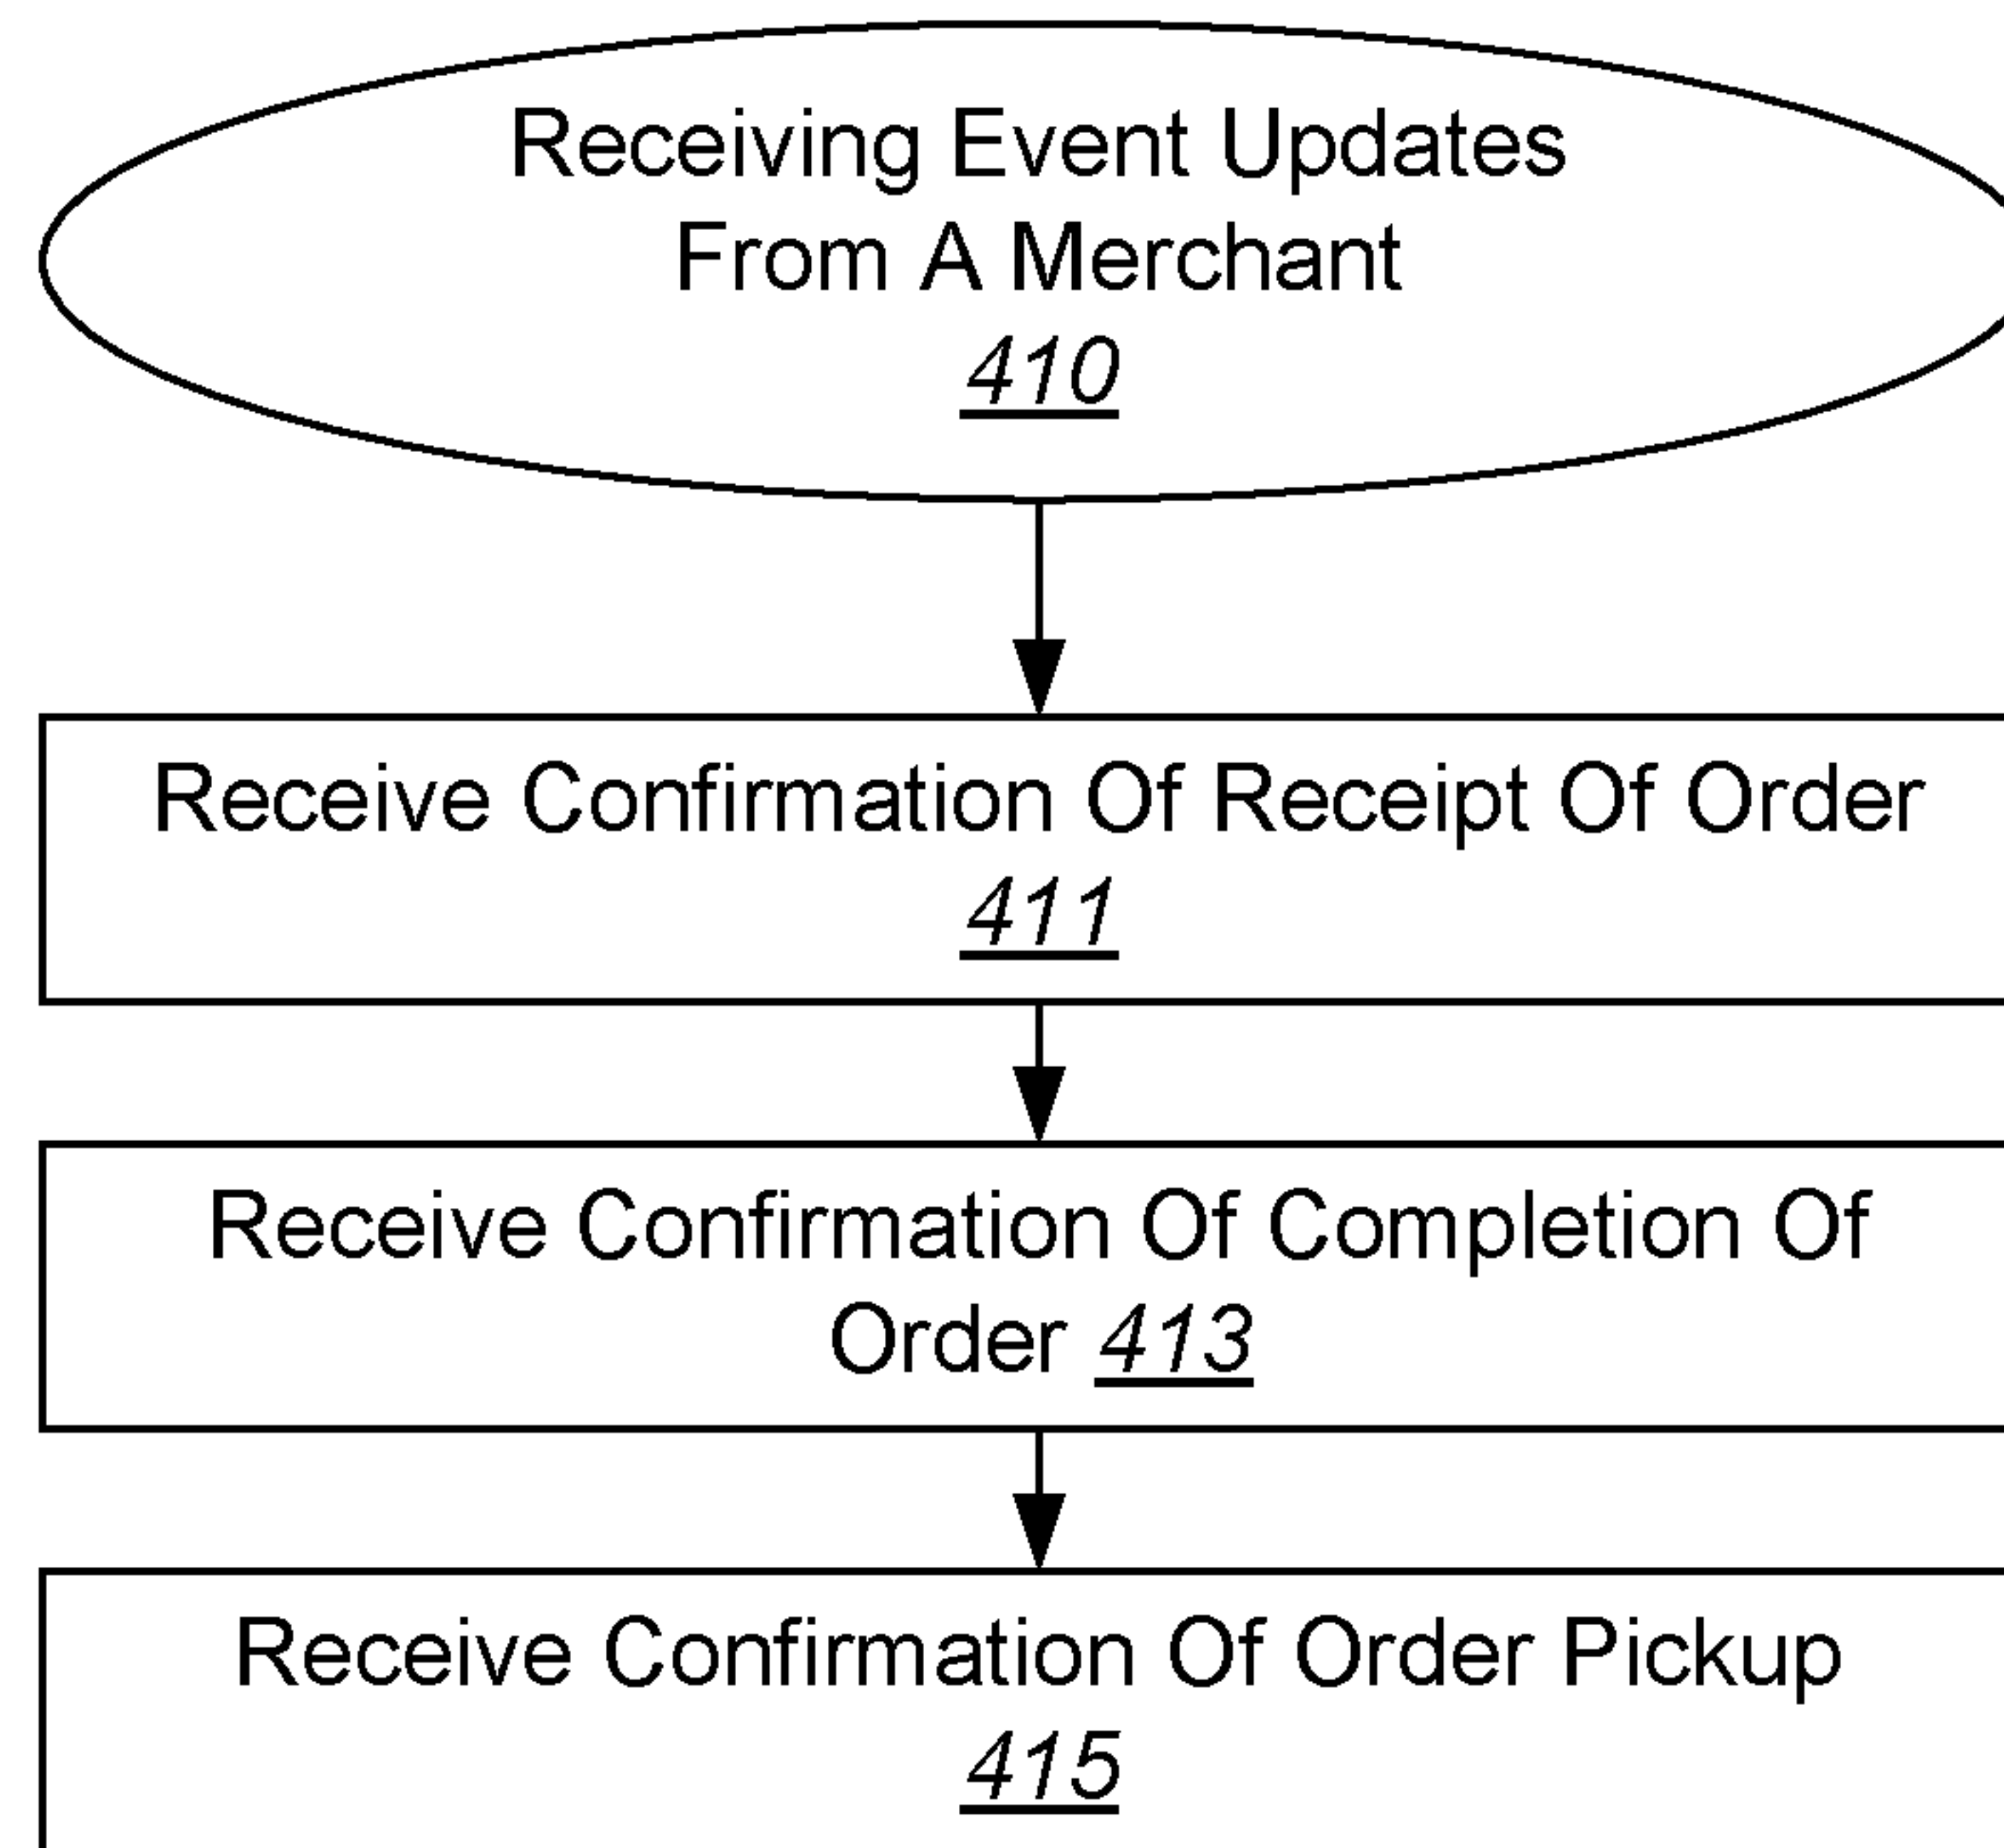 Receiving Event Updates
From A Merchant
410
Receive Confirmation Of Receipt Of Order
411
Receive Confirmation Of Completion Of
Order 413
Receive Confirmation Of Order Pickup
415